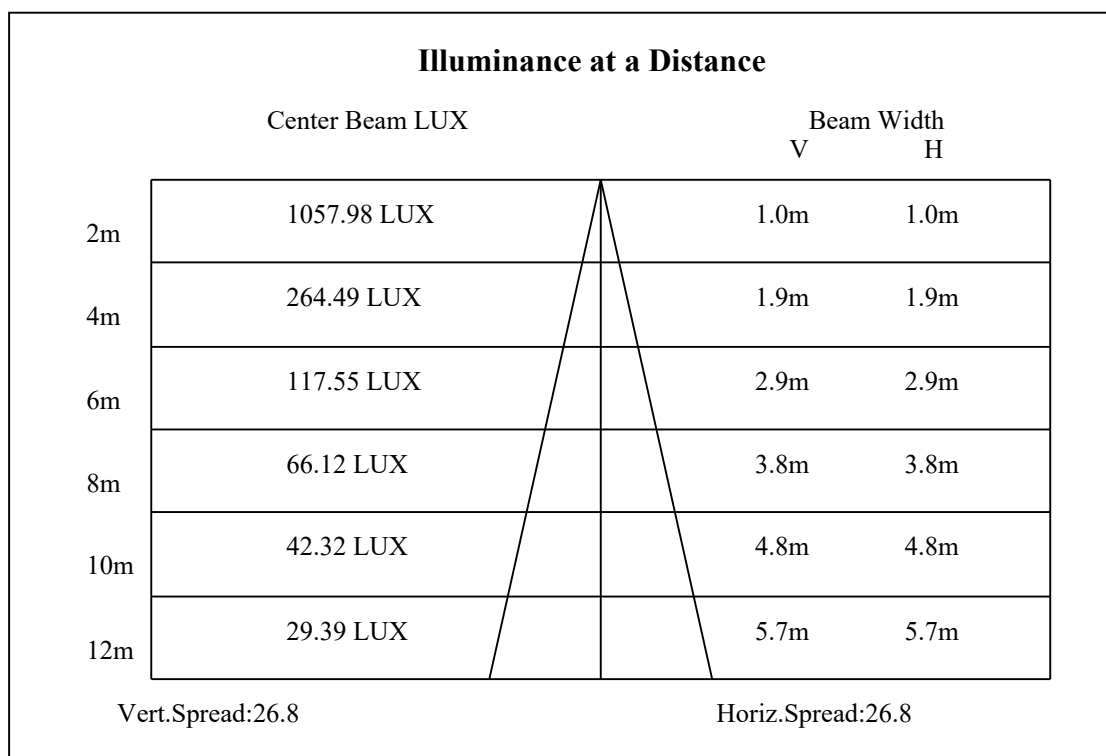 Illuminance at a Distance
Center Beam LUX Beam Width
V H
2m 1057.98 LUX 1.0m 1.0m
4m 264.49 LUX 1.9m 1.9m
6m 117.55 LUX 2.9m 2.9m
8m 66.12 LUX 3.8m 3.8m
10m 42.32 LUX 4.8m 4.8m
12m 29.39 LUX 5.7m 5.7m
Vert.Spread:26.8 Horiz.Spread:26.8